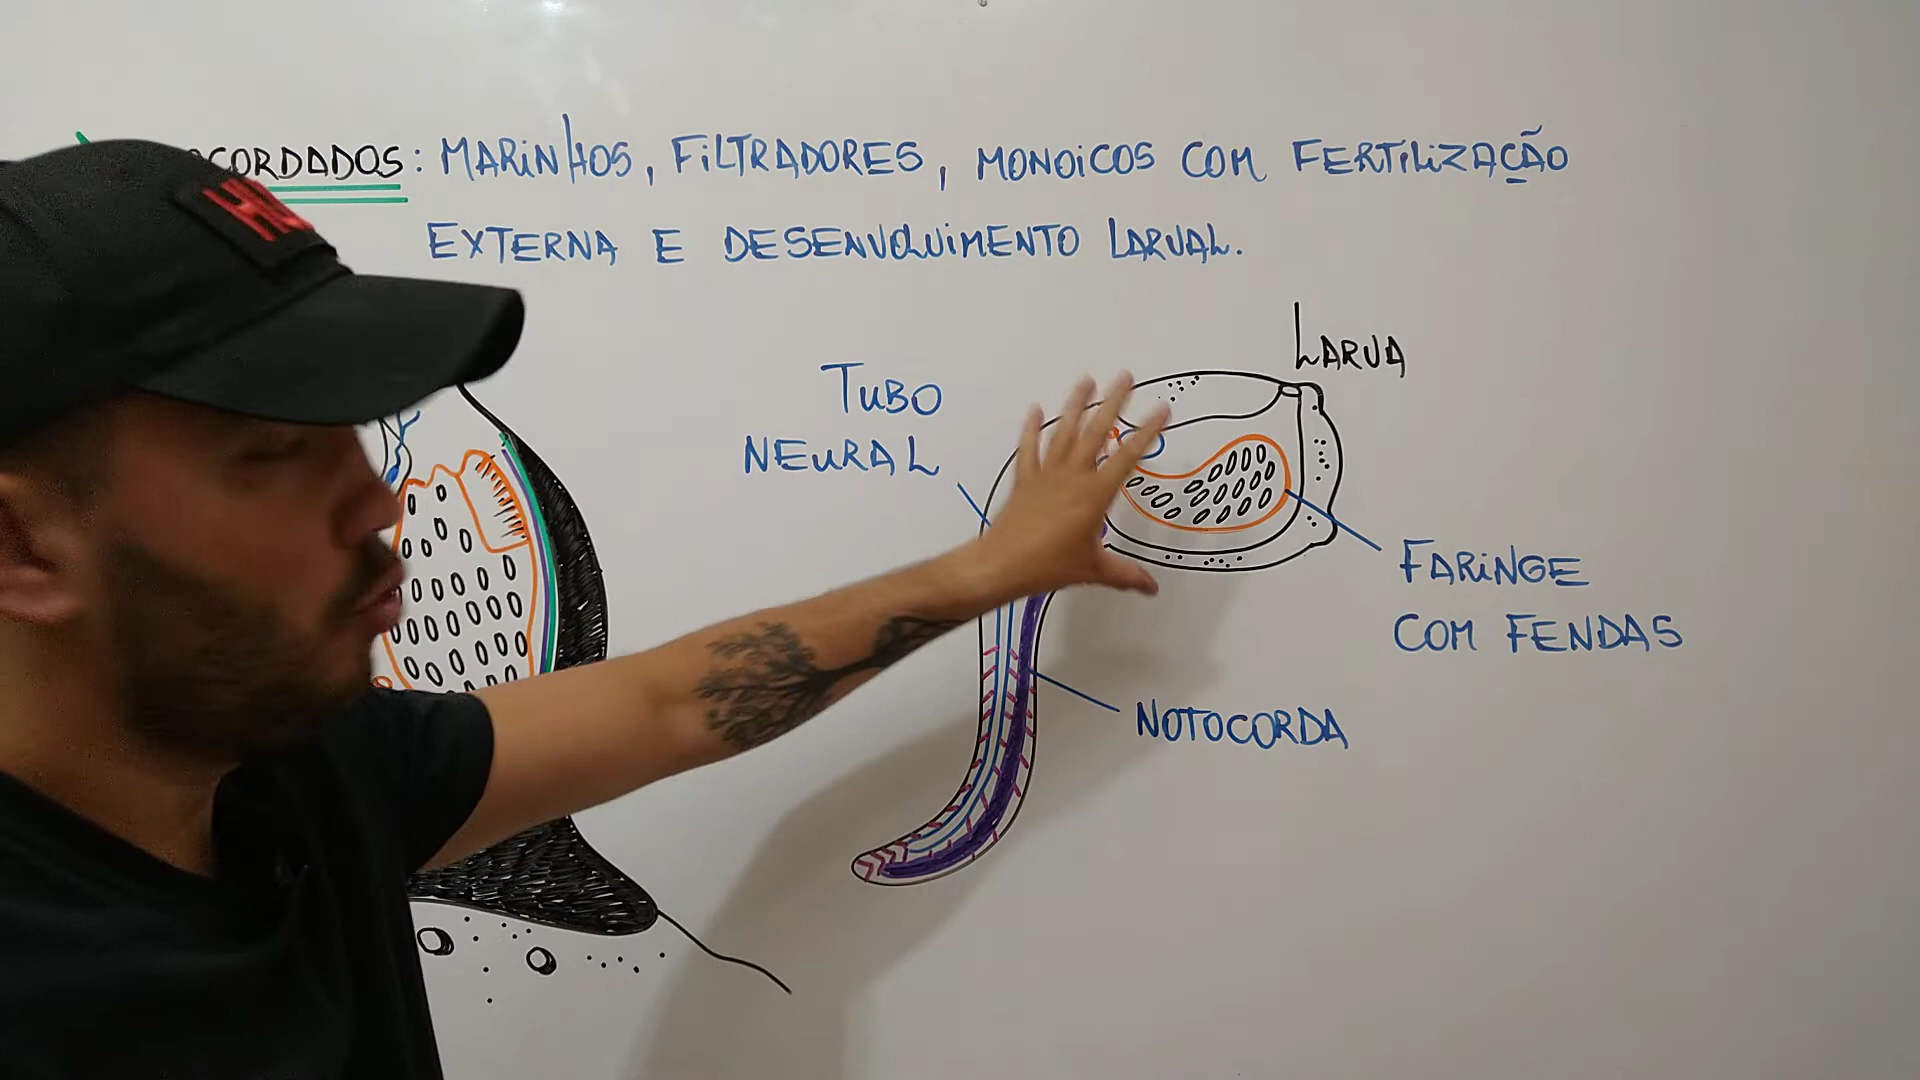 CORDADOS: MARINHOS, FILTRADORES, MONOICOS COM FERTILIZAÇÃO
EXTERNA E DESENVOLVIMENTO LARVAL.
LARVA
TUBO
NEURAL
FARINGE
COM FENDAS
NOTOCORDA